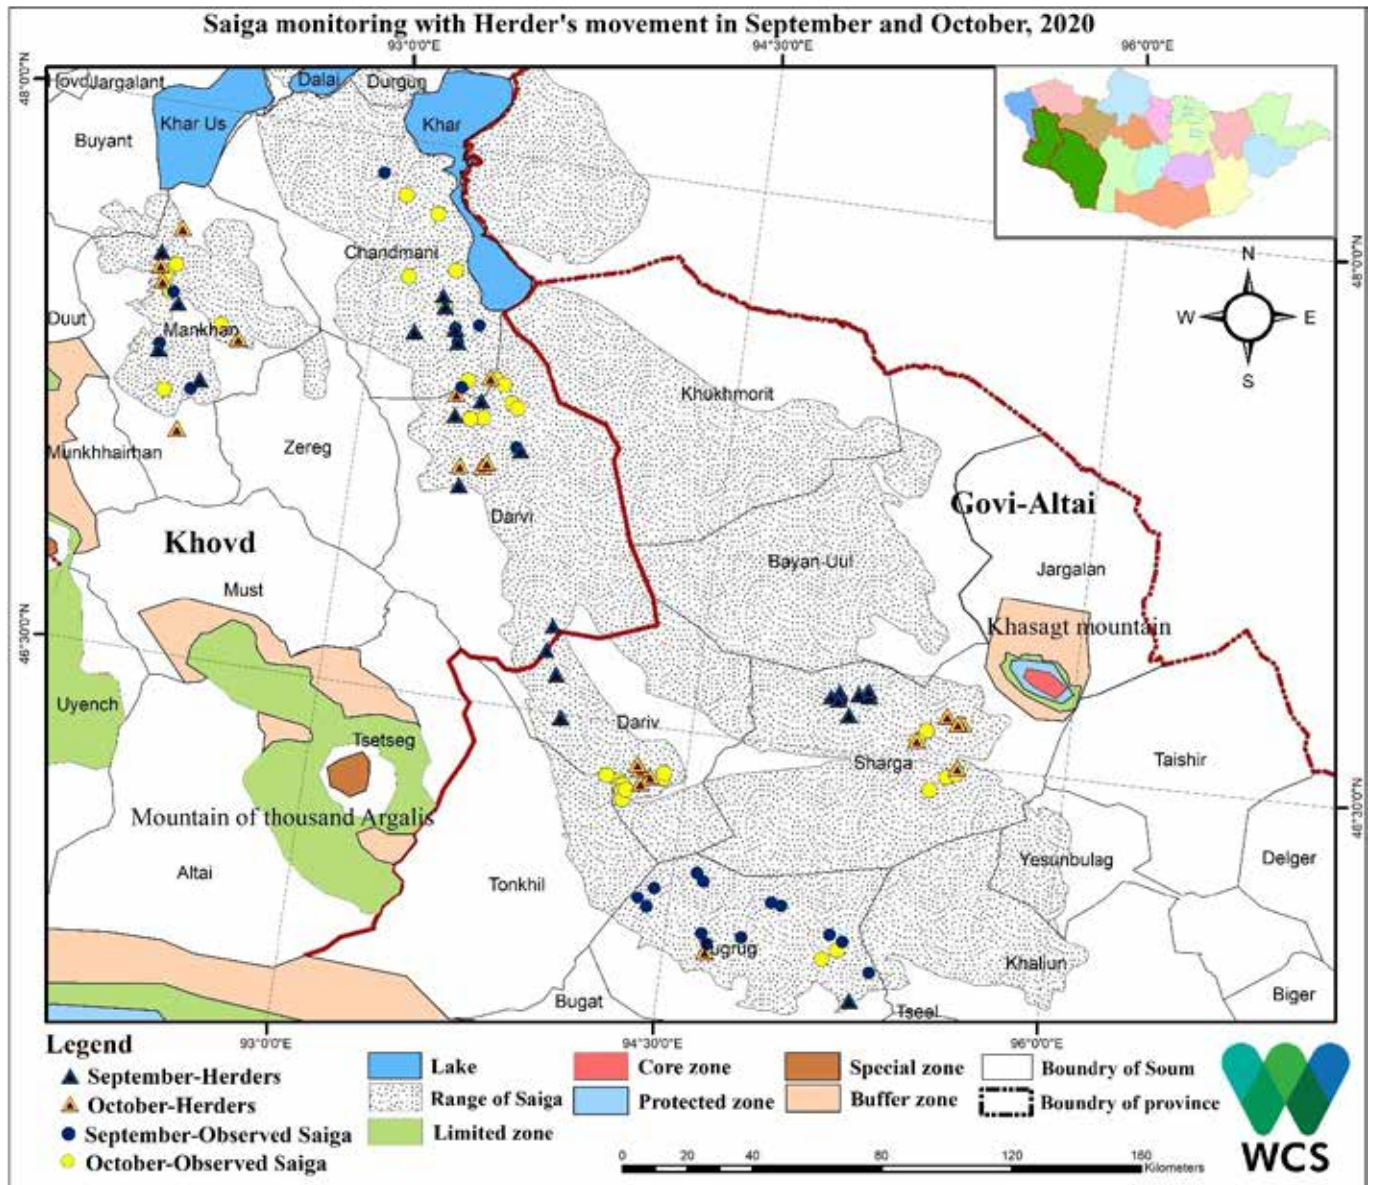 Saiga monitoring with Herder's movement in September and October, 2020
93°0'0"E
94°30'0"E
96°0'0"E
48°0'0"N
Jargalant
Dalai
Durgun
Khar Us
Khar
Buyant
N
W
E
S
48°0'0"N
Chandmani
Duut
Mankhan
Khukhmorit
Munkhhairhan
Zereg
Govi-Altai
Darvi
Khovd
Bayan-Uul
Jargalan
Must
Khasagt mountain
46°30'0"N
Uyench
Dariv
Tsetseg
Sharga
Taishir
46°30'0"N
Mountain of thousand Argalis
Yesunbulag
Delger
Altai
Tonkhil
ugrug
Khaliun
Bugat
Tseel
Biger
93°0'0"E
94°30'0"E
96°0'0"E
Legend
September-Herders
October-Herders
September-Observed Saiga
October-Observed Saiga
Lake
Range of Saiga
Limited zone
Core zone
Protected zone
Special zone
Buffer zone
Boundry of Soum
Boundry of province
0 20 40 80 120 160
Kilometers
WCS